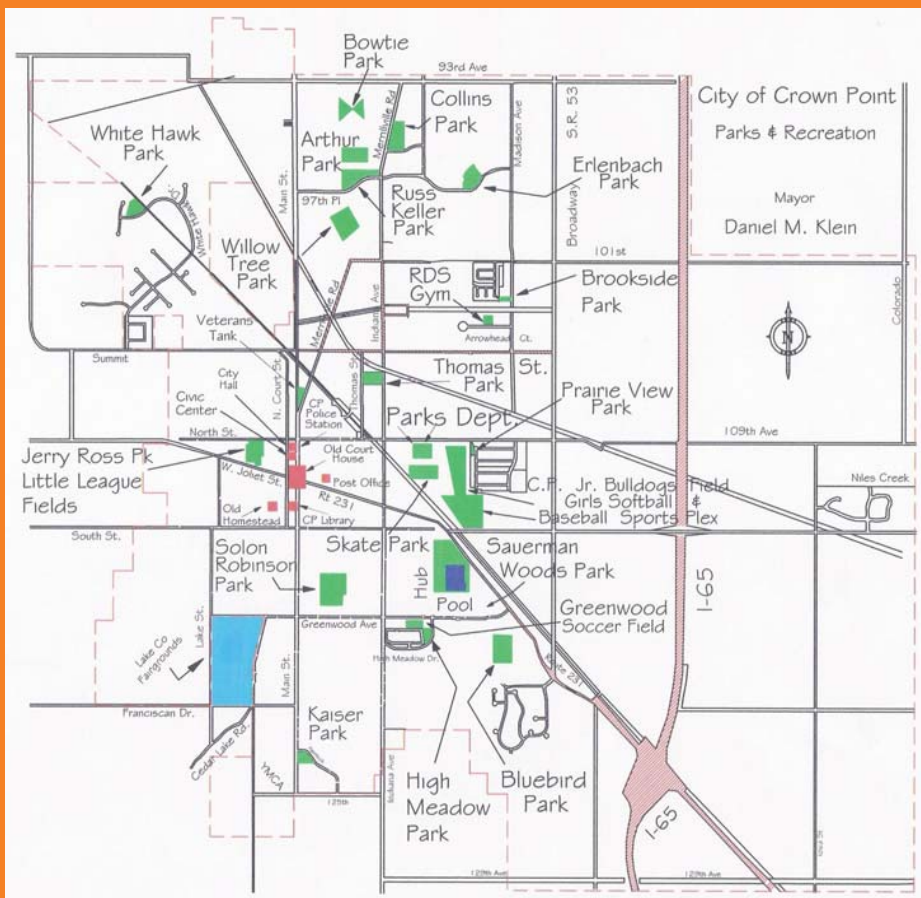 93rd Ave
Bowtie
Park
City of Crown Point
Parks & Recreation
Mayor
Daniel M. Klein
Collins
Park
Merrillville Rd
Madison Ave
S.R. 53
Broadway
White Hawk
Park
Arthur
Park
Main St.
Erlenbach
Park
97th Pl
Russ
Keller
Park
White Hawk Dr.
Willow
Tree
Park
101st
RDS
Gym
Brookside
Park
Colorado
N
Merrillville Rd
Indiana Ave
Veterans
Tank
Arrowhead Ct.
Summit
St.
City
Hall
N. Court St.
Thomas St.
Thomas
Park
Prairie View
Park
Civic
Center
CP
Police
Station
Parks Dept.
North St.
109th Ave
Old Court
House
Jerry Ross Pk
Little League
Fields
W. Joliet St.
Post Office
Rt 231
C.P. Jr. Bulldogs Field
Girls Softball &
Baseball Sports Plex
Niles Creek
Old
Homestead
CP Library
South St.
Skate Park
Solon
Robinson
Park
Hub
Pool
Sauerman
Woods Park
I-65
Greenwood
Soccer Field
Lake St.
Greenwood Ave
High Meadow Dr.
Route 231
Lake Co
Fairgrounds
Main St.
Franciscan Dr.
Cedar Lake Rd.
Kaiser
Park
YMCA
Indiana Ave
High
Meadow
Park
Bluebird
Park
125th
I-65
129th Ave
129th Ave